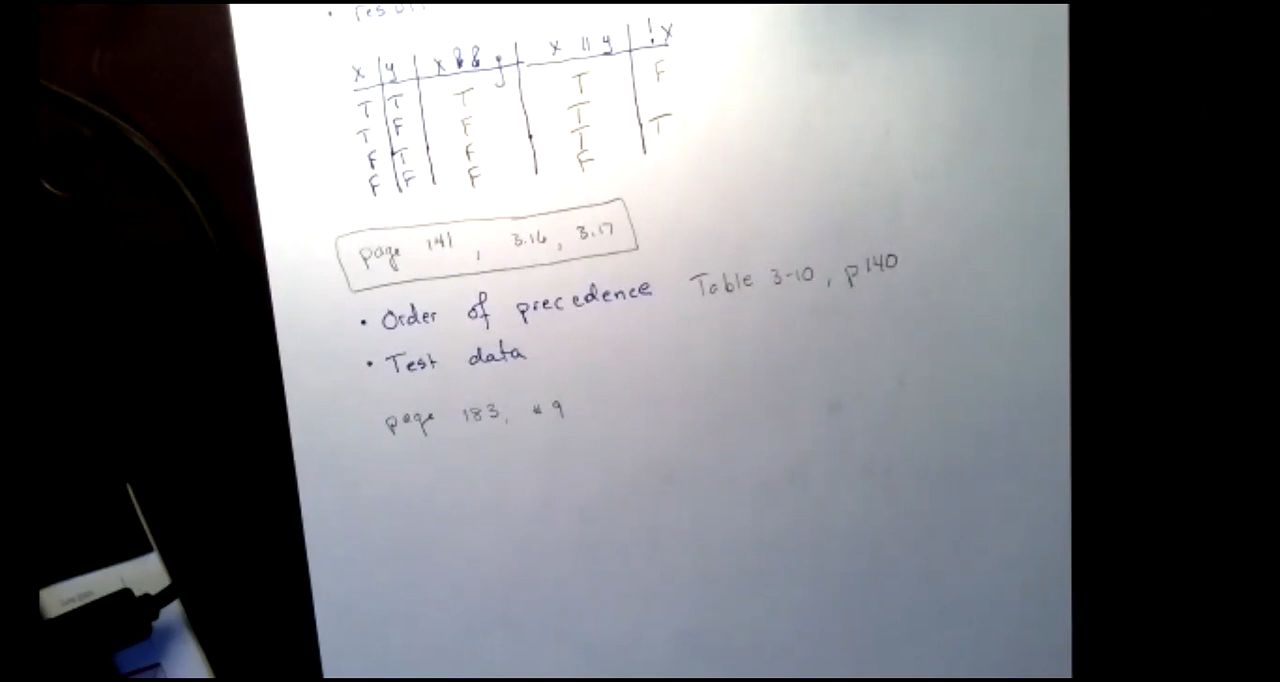 x y x && y x || y !x
T T T T F
T F F T
F T F T T
F F F F
page 141, 3.16, 3.17
• Order of precedence Table 3-10, p140
• Test data
page 183, #9